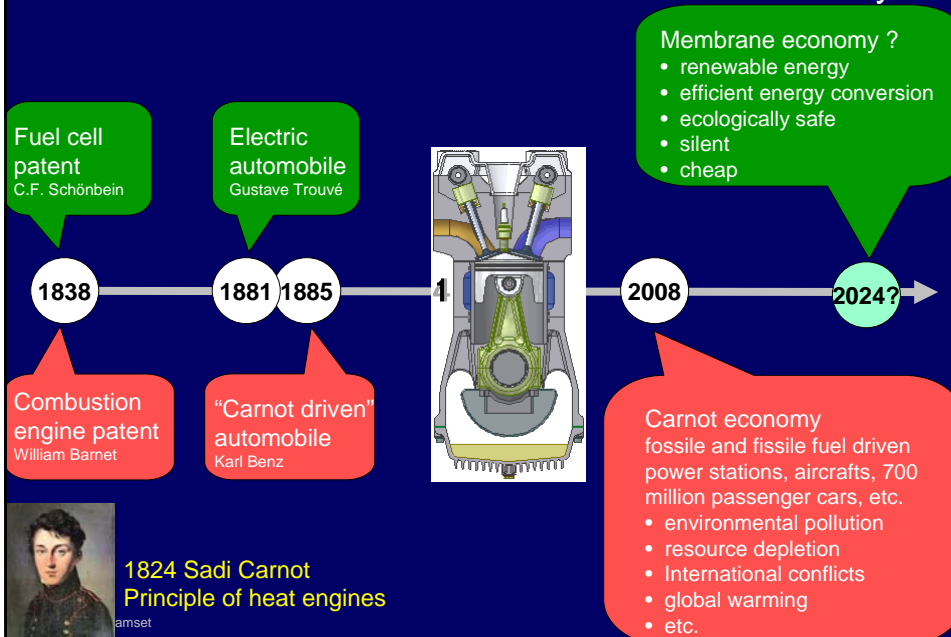 Membrane economy ?
• renewable energy
• efficient energy conversion
• ecologically safe
• silent
• cheap
Fuel cell
patent
C.F. Schönbein
Electric
automobile
Gustave Trouvé
1838
1881
1885
1
2008
2024?
Combustion
engine patent
William Barnet
“Carnot driven”
automobile
Karl Benz
Carnot economy
fossile and fissile fuel driven
power stations, aircrafts, 700
million passenger cars, etc.
• environmental pollution
• resource depletion
• International conflicts
• global warming
• etc.
1824 Sadi Carnot
Principle of heat engines
amset